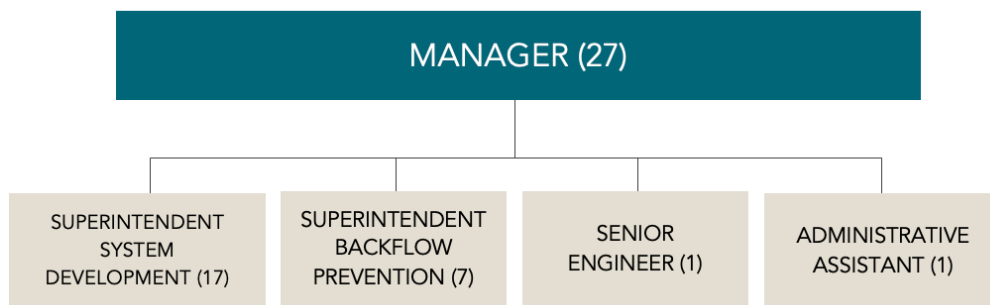 MANAGER (27)
SUPERINTENDENT
SYSTEM
DEVELOPMENT (17)
SUPERINTENDENT
BACKFLOW
PREVENTION (7)
SENIOR
ENGINEER (1)
ADMINISTRATIVE
ASSISTANT (1)